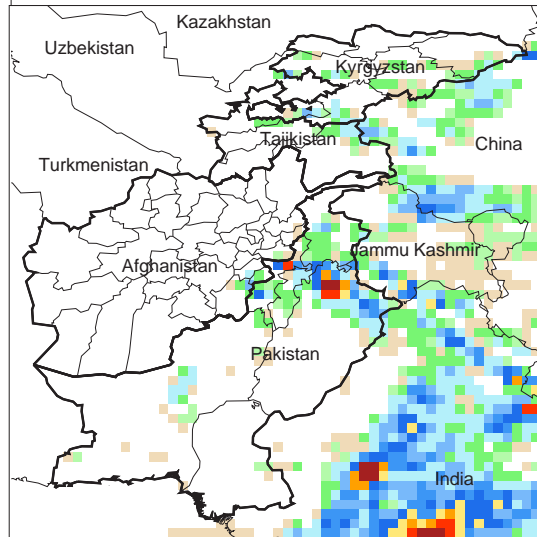 Kazakhstan
Uzbekistan
Kyrgyzstan
Tajikistan
China
Turkmenistan
Jammu Kashmir
Afghanistan
Pakistan
India